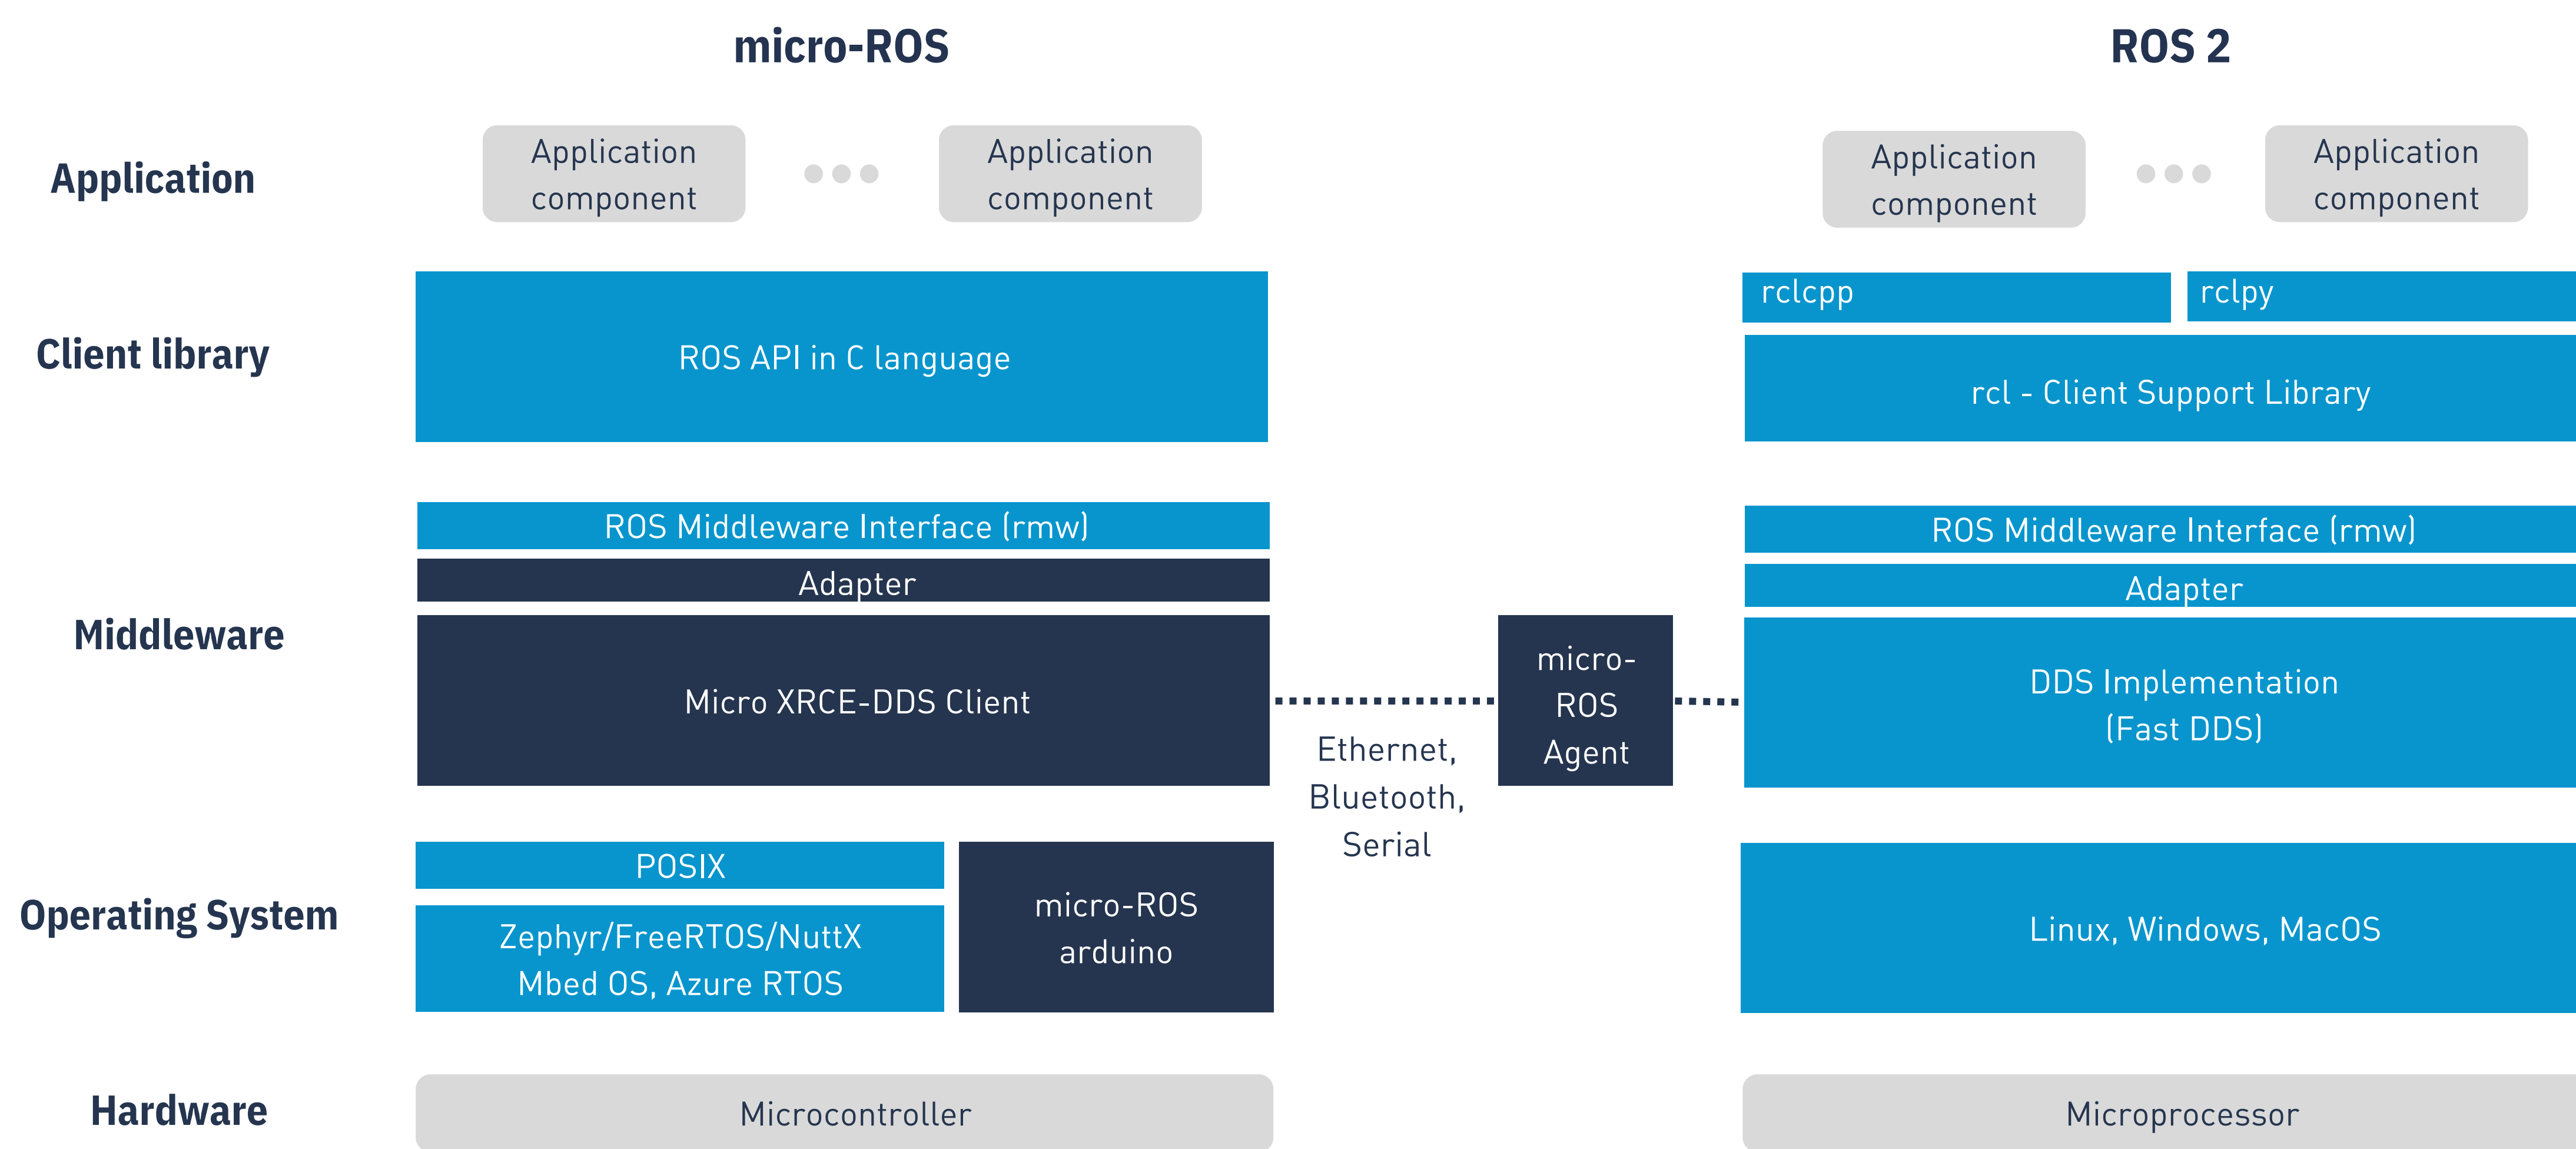 micro-ROS
ROS 2
Application
Application
component
Application
component
Application
component
Application
component
Client library
ROS API in C language
rclcpp
rclpy
rcl - Client Support Library
Middleware
ROS Middleware Interface (rmw)
Adapter
Micro XRCE-DDS Client
Ethernet,
Bluetooth,
Serial
micro-
ROS
Agent
ROS Middleware Interface (rmw)
Adapter
DDS Implementation
(Fast DDS)
Operating System
POSIX
Zephyr/FreeRTOS/NuttX
Mbed OS, Azure RTOS
micro-ROS
arduino
Linux, Windows, MacOS
Hardware
Microcontroller
Microprocessor